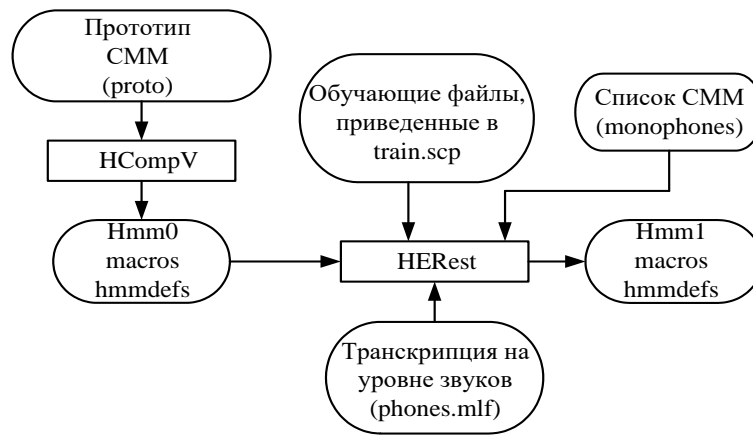 Прототип
СММ
(proto)
HCompV
Hmm0
macros
hmmdefs
Обучающие файлы,
приведенные в
train.scp
Список СММ
(monophones)
HERest
Hmm1
macros
hmmdefs
Транскрипция на
уровне звуков
(phones.mlf)